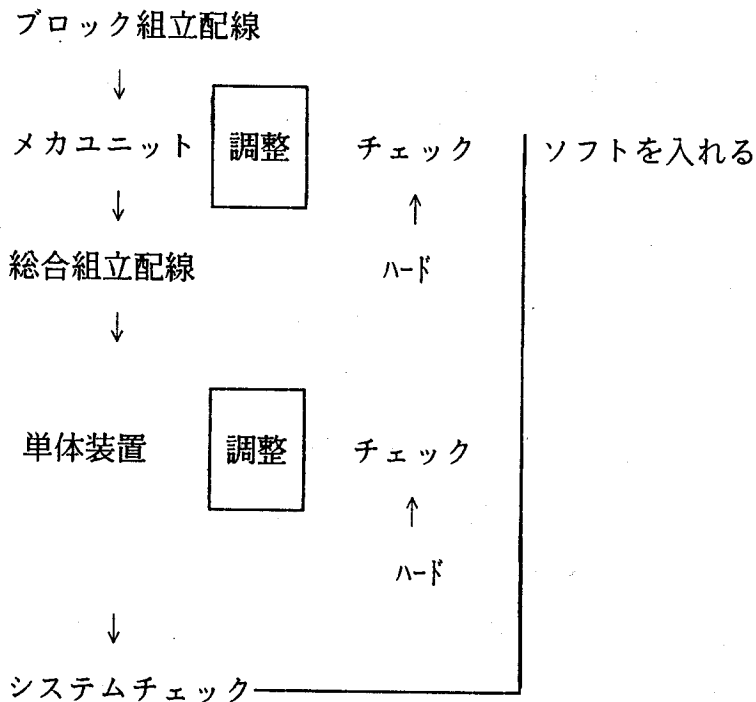 ブロック組立配線
↓
メカユニット 調整 チェック ソフトを入れる
↓ ↑
総合組立配線 ハード
↓
単体装置 調整 チェック
↑
ハード
↓
システムチェック